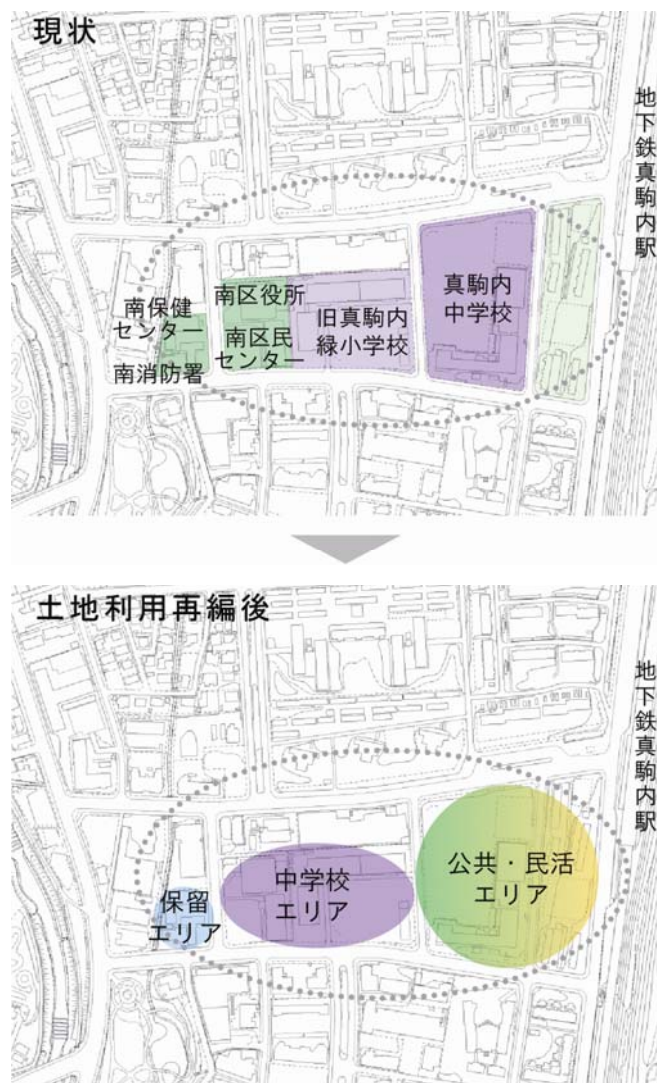 現状
地下鉄真駒内駅
南保健
センター
南消防署
南区役所
南区民
センター
旧真駒内
緑小学校
真駒内
中学校
土地利用再編後
地下鉄真駒内駅
保留
エリア
中学校
エリア
公共・民活
エリア